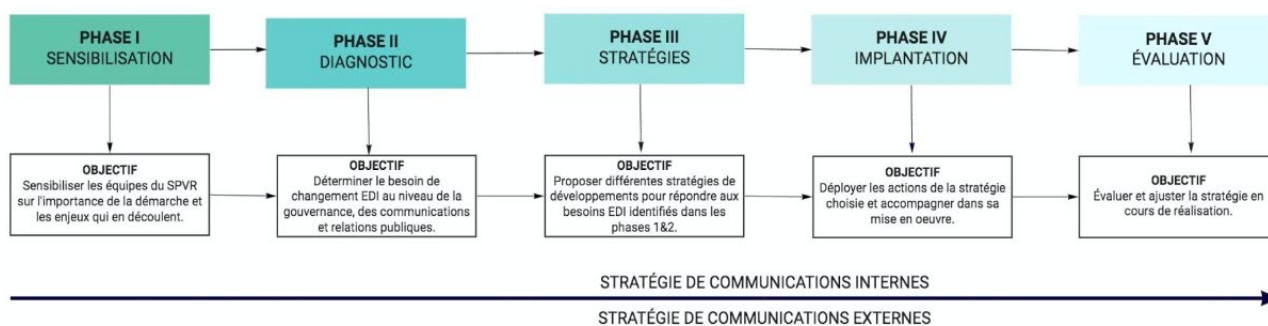 PHASE I
SENSIBILISATION
PHASE II
DIAGNOSTIC
PHASE III
STRATÉGIES
PHASE IV
IMPLANTATION
PHASE V
ÉVALUATION
OBJECTIF
Sensibiliser les équipes du SPVR
sur l'importance de la démarche et
les enjeux qui en découlent.
OBJECTIF
Déterminer le besoin de
changement EDI au niveau de la
gouvernance, des communications
et relations publiques.
OBJECTIF
Proposer différentes stratégies de
développements pour répondre aux
besoins EDI identifiés dans les
phases 1&2.
OBJECTIF
Déployer les actions de la stratégie
choisie et accompagner dans sa
mise en oeuvre.
OBJECTIF
Évaluer et ajuster la stratégie en
cours de réalisation.
STRATÉGIE DE COMMUNICATIONS INTERNES
STRATÉGIE DE COMMUNICATIONS EXTERNES